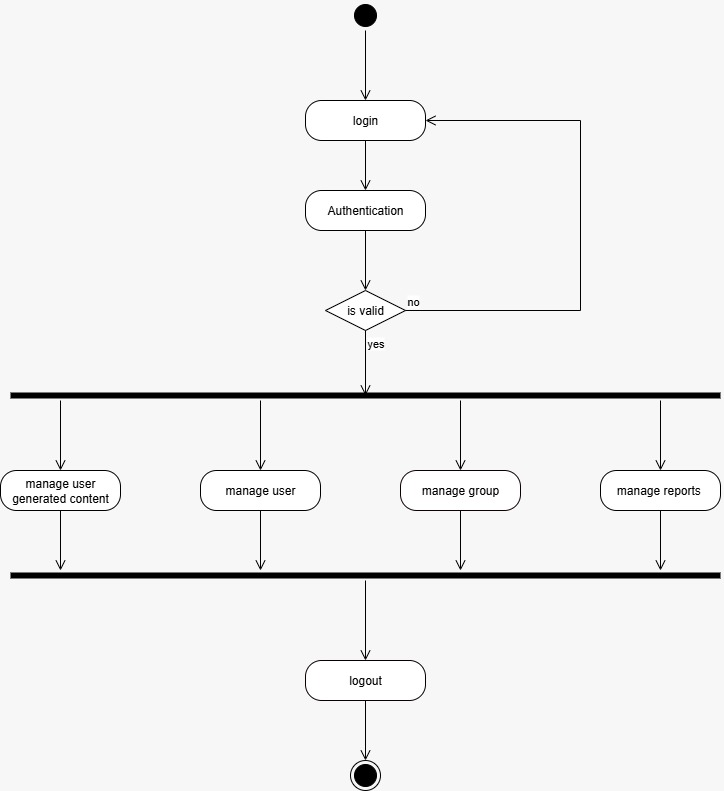 login
Authentication
is valid
no
yes
manage user
generated content
manage user
manage group
manage reports
logout